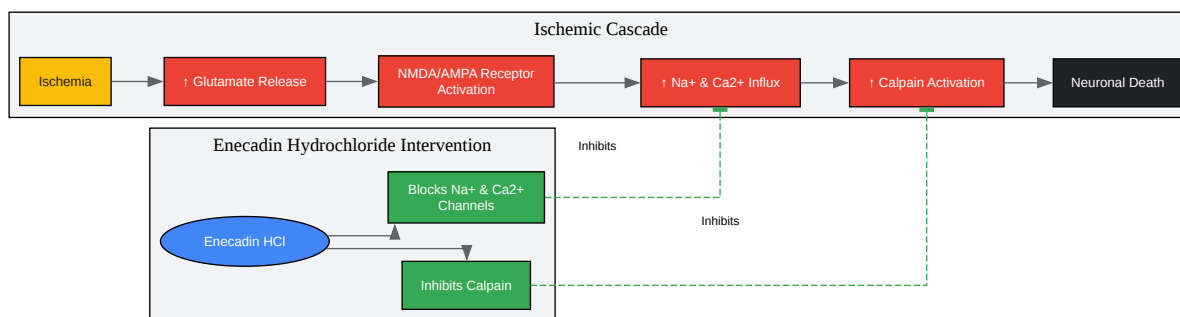 Ischemic Cascade
Ischemia
↑ Glutamate Release
NMDA/AMPA Receptor
Activation
↑ Na+ & Ca2+ Influx
↑ Calpain Activation
Neuronal Death
Enecadin Hydrochloride Intervention
Inhibits
Blocks Na+ & Ca2+
Channels
Inhibits
Enecadin HCl
Inhibits Calpain